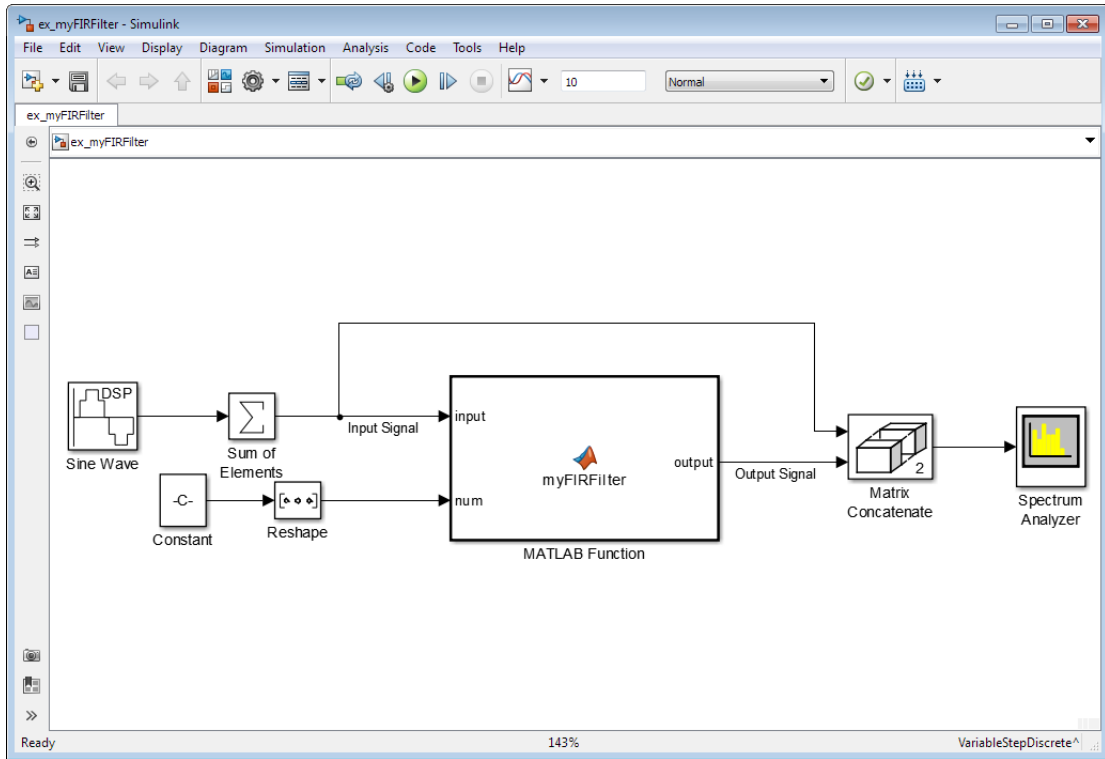 ex_myFIRFilter - Simulink
File Edit View Display Diagram Simulation Analysis Code Tools Help
10 Normal
ex_myFIRFilter
ex_myFIRFilter
DSP
Sine Wave
Sum of
Elements
-C-
Constant
Reshape
Input Signal
input
num
myFIRFilter
output
MATLAB Function
Output Signal
2
Matrix
Concatenate
Spectrum
Analyzer
Ready 143% VariableStepDiscrete^